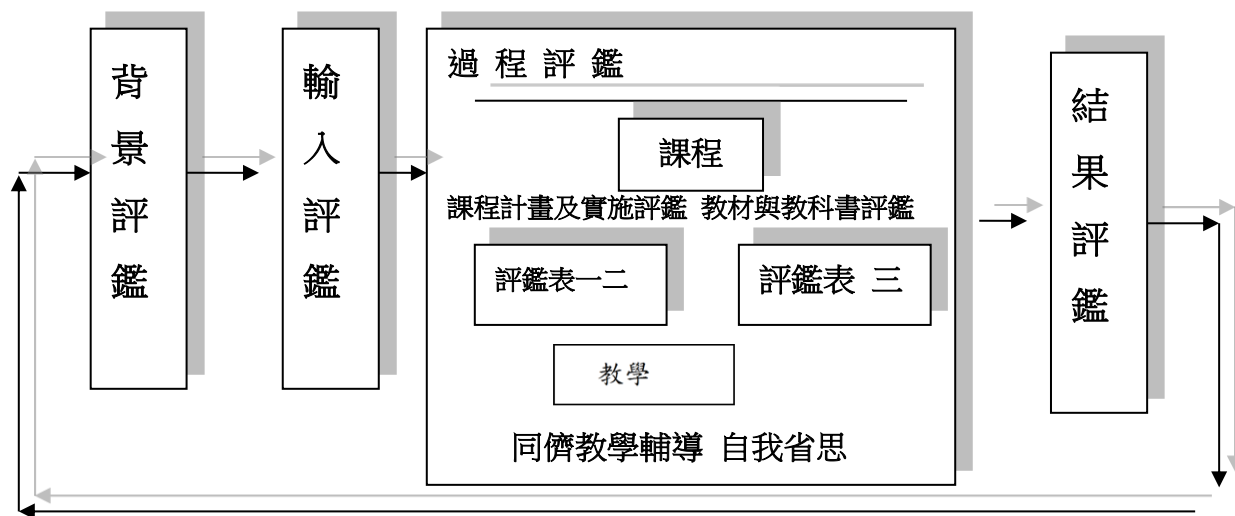 背景評鑑
輸入評鑑
過程評鑑
課程
課程計畫及實施評鑑 教材與教科書評鑑
評鑑表一二
評鑑表 三
教學
同儕教學輔導 自我省思
結果評鑑